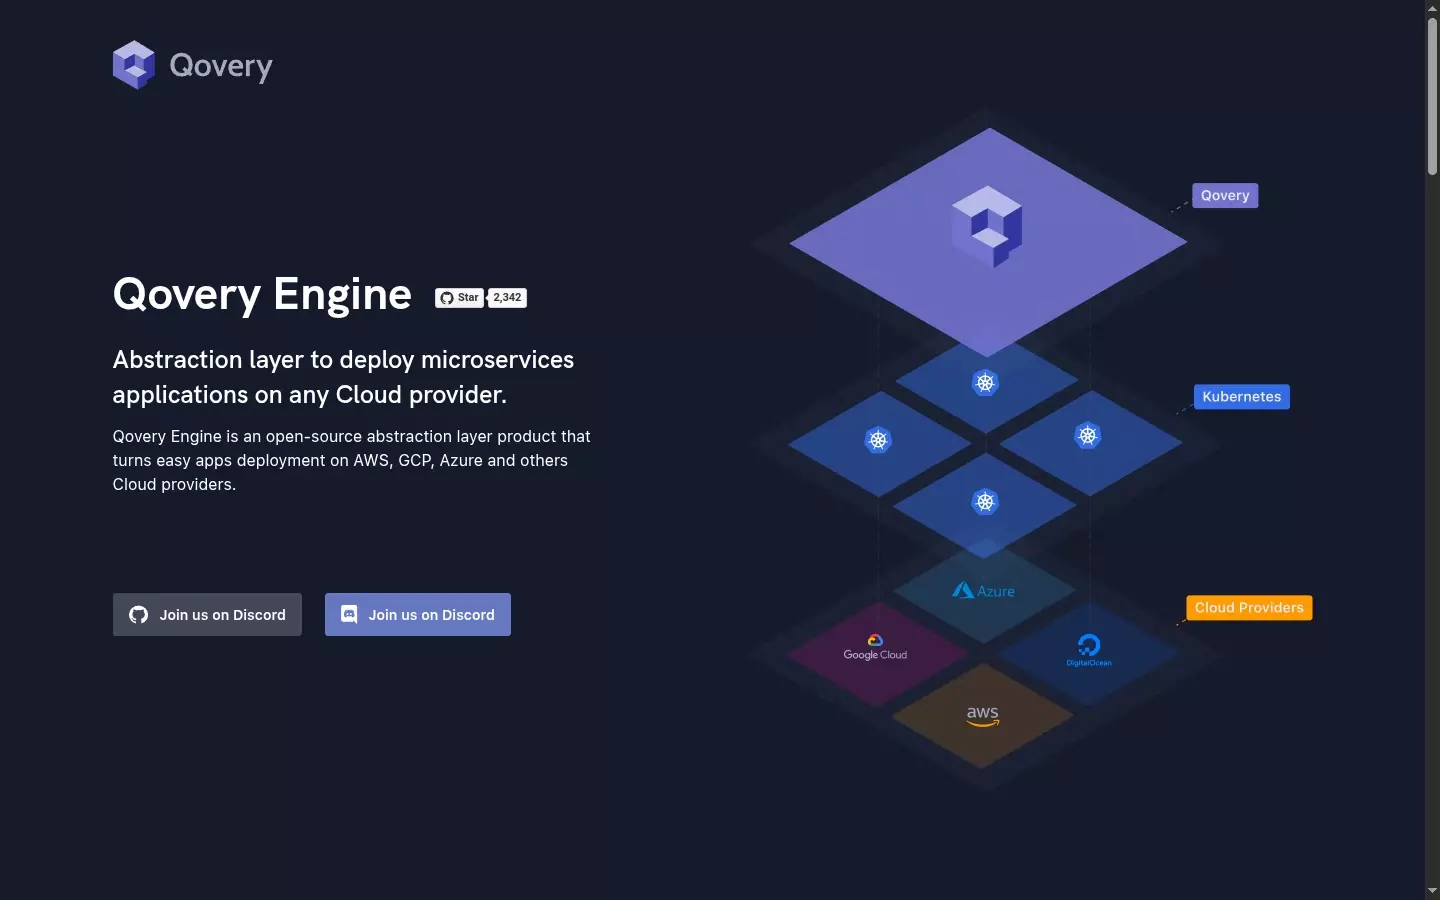 Qovery
Qovery Engine
Star
2,342
Abstraction layer to deploy microservices
applications on any Cloud provider.
Qovery Engine is an open-source abstraction layer product that
turns easy apps deployment on AWS, GCP, Azure and others
Cloud providers.
Join us on Discord
Join us on Discord
Qovery
Kubernetes
Azure
Cloud Providers
Google Cloud
DigitalOcean
aws